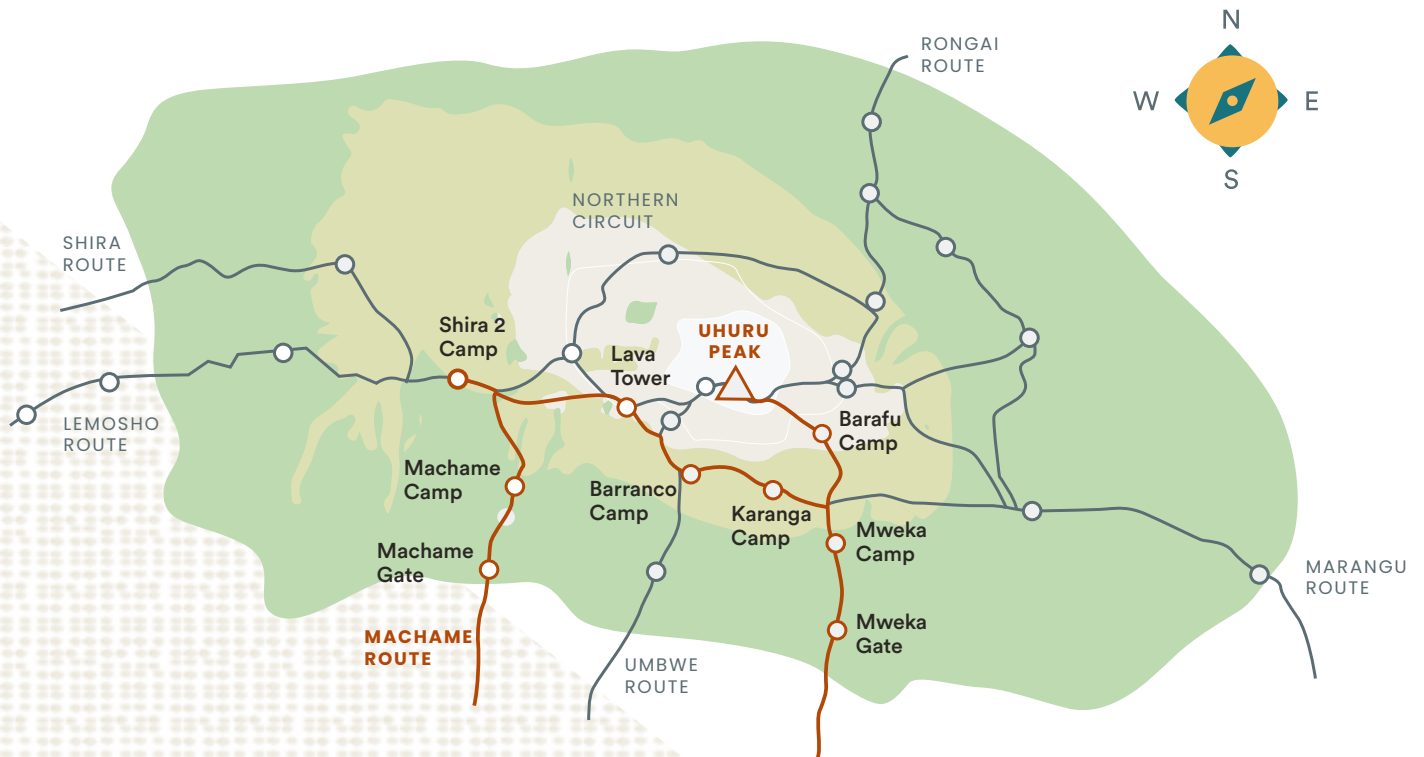 N
RONGAI
ROUTE
W
E
S
NORTHERN
CIRCUIT
SHIRA
ROUTE
Shira 2
Camp
UHURU
PEAK
Lava
Tower
LEMOSHO
ROUTE
Barafu
Camp
Machame
Camp
Barranco
Camp
Karanga
Camp
Mweka
Camp
Machame
Gate
MARANGU
ROUTE
Mweka
Gate
MACHAME
ROUTE
UMBWE
ROUTE